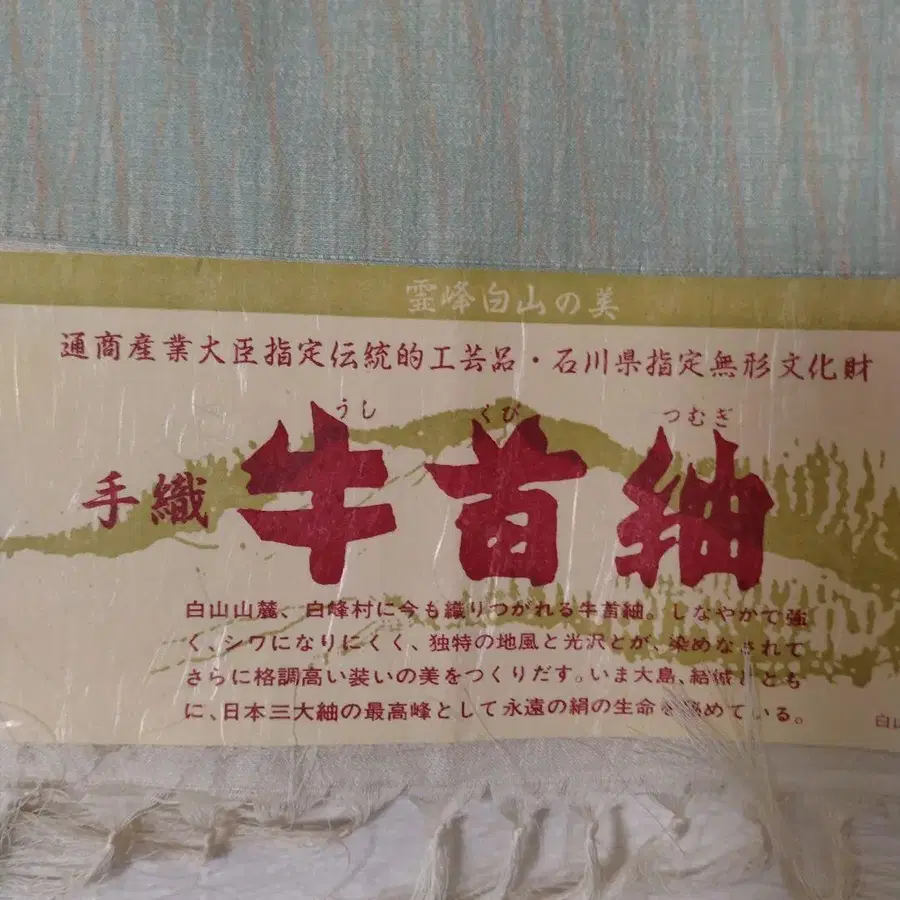 霊峰白山の美
通商産業大臣指定伝統的工芸品・石川県指定無形文化財
うし くび つむぎ
手織 牛首紬
白山山麓、白峰村に今も織りつがれる牛首紬。しなやかで強
く、シワになりにくく、独特の地風と光沢とが、染めなされて
さらに格調高い装いの美をつくりだす。いま大島、結城ととも
に、日本三大紬の最高峰として永遠の絹の生命を秘めている。
白山